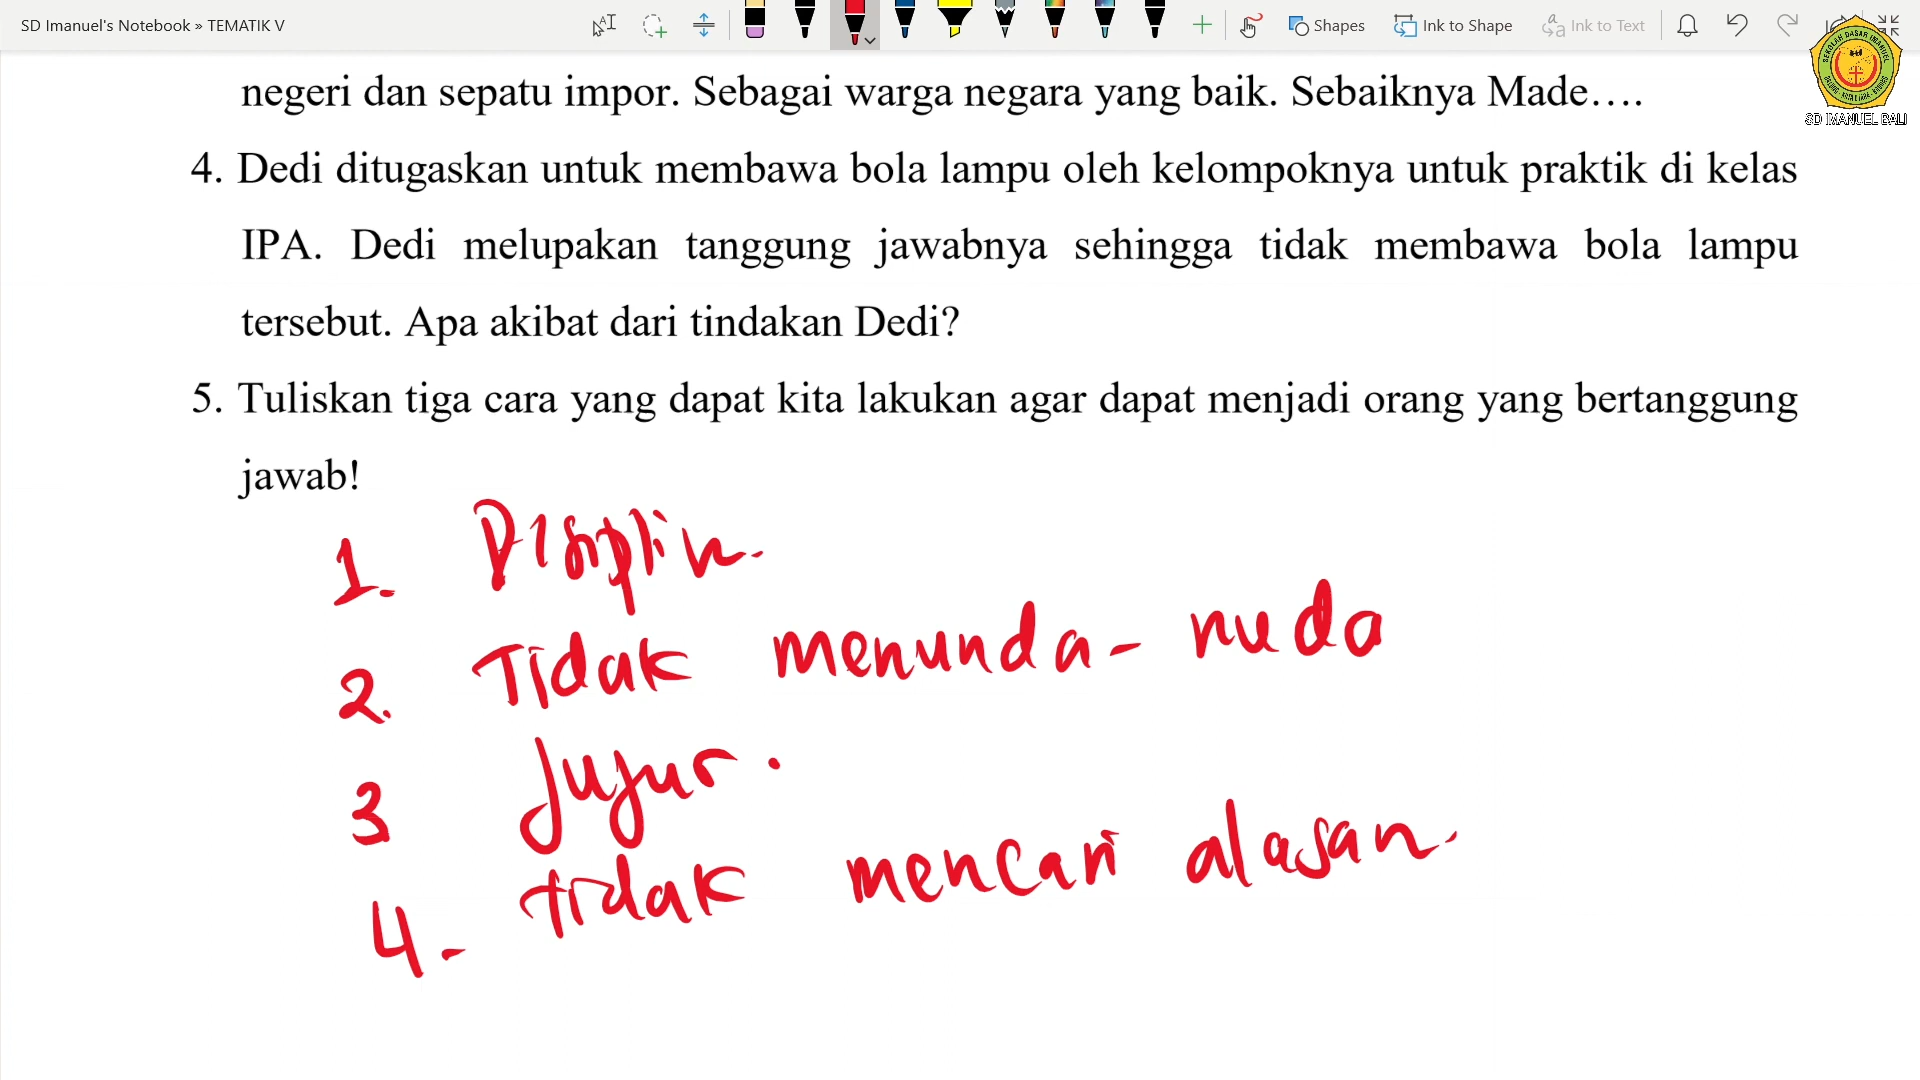 SD Imanuel's Notebook » TEMATIK V
Shapes Ink to Shape Ink to Text
SEKOLAH DASAR IMANUEL
SD IMANUEL BALI
negeri dan sepatu impor. Sebagai warga negara yang baik. Sebaiknya Made….
4. Dedi ditugaskan untuk membawa bola lampu oleh kelompoknya untuk praktik di kelas
IPA. Dedi melupakan tanggung jawabnya sehingga tidak membawa bola lampu
tersebut. Apa akibat dari tindakan Dedi?
5. Tuliskan tiga cara yang dapat kita lakukan agar dapat menjadi orang yang bertanggung
jawab!
1. Disiplin.
2. Tidak menunda - nuda
3 Jujur.
4. tidak mencari alasan.